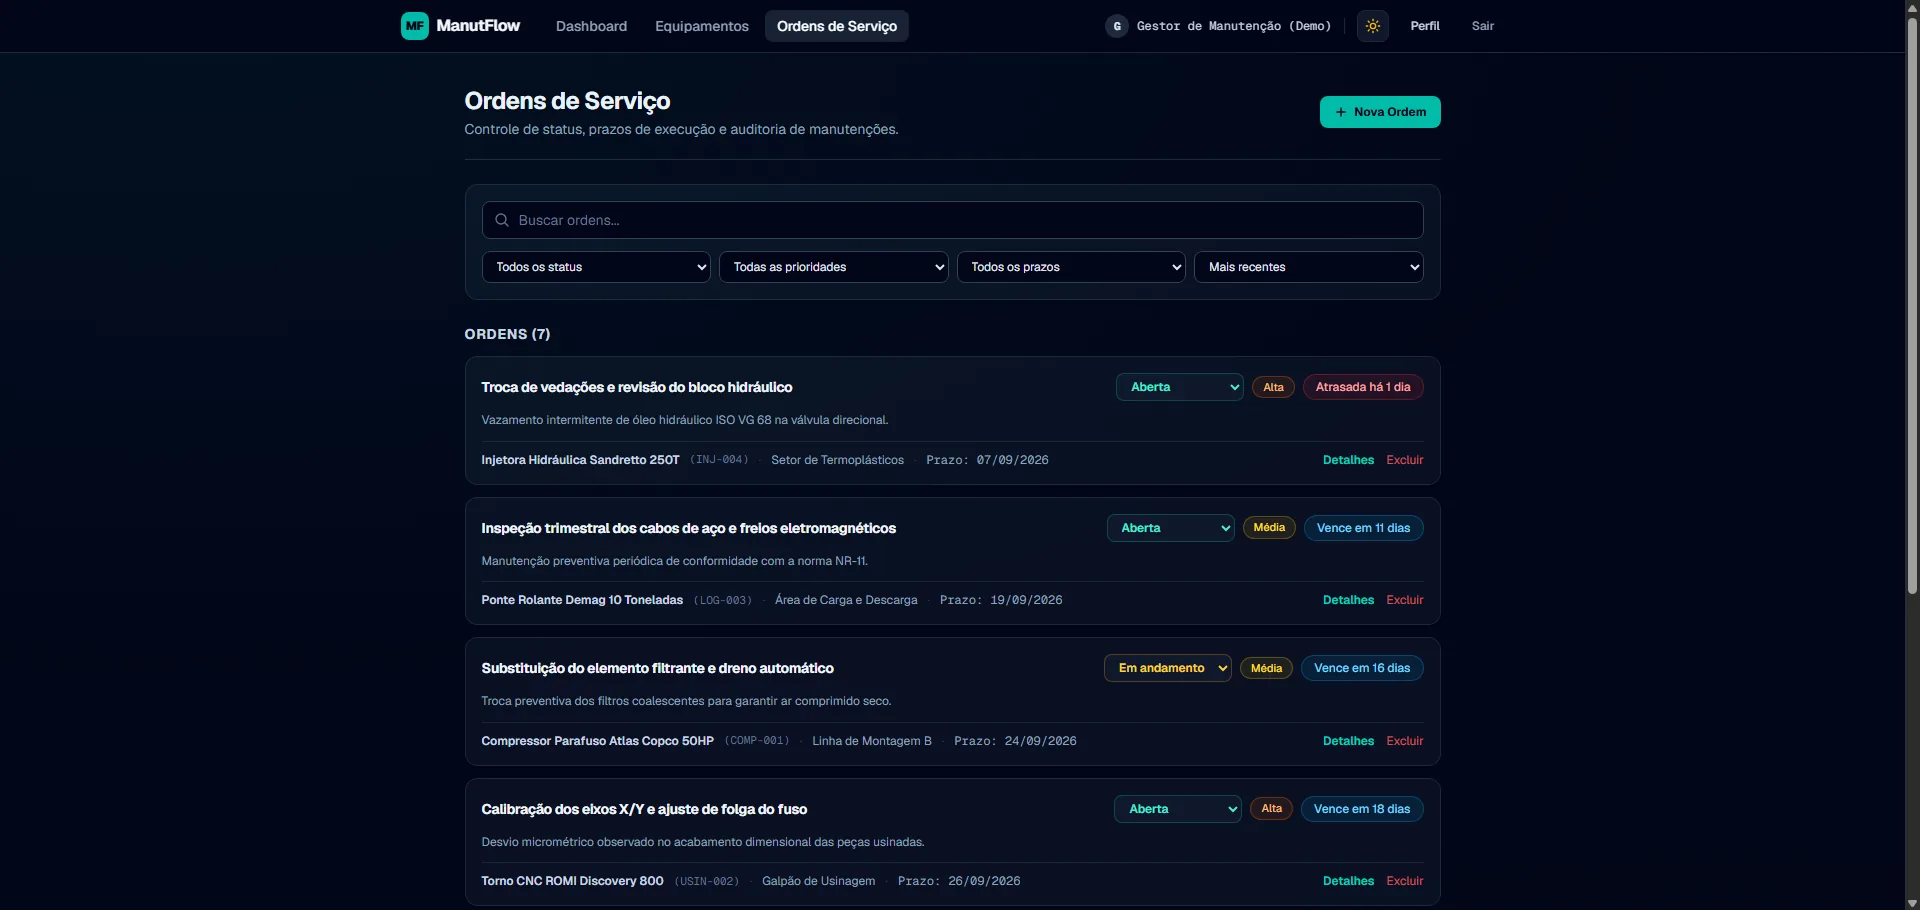 MF ManutFlow Dashboard Equipamentos Ordens de Serviço G Gestor de Manutenção (Demo) Perfil Sair
Ordens de Serviço
+ Nova Ordem
Controle de status, prazos de execução e auditoria de manutenções.
Buscar ordens...
Todos os status Todas as prioridades Todos os prazos Mais recentes
ORDENS (7)
Troca de vedações e revisão do bloco hidráulico Aberta Alta Atrasada há 1 dia
Vazamento intermitente de óleo hidráulico ISO VG 68 na válvula direcional.
Injetora Hidráulica Sandretto 250T (INJ-004) · Setor de Termoplásticos · Prazo: 07/09/2026 Detalhes Excluir
Inspeção trimestral dos cabos de aço e freios eletromagnéticos Aberta Média Vence em 11 dias
Manutenção preventiva periódica de conformidade com a norma NR-11.
Ponte Rolante Demag 10 Toneladas (LOG-003) · Área de Carga e Descarga · Prazo: 19/09/2026 Detalhes Excluir
Substituição do elemento filtrante e dreno automático Em andamento Média Vence em 16 dias
Troca preventiva dos filtros coalescentes para garantir ar comprimido seco.
Compressor Parafuso Atlas Copco 50HP (COMP-001) · Linha de Montagem B · Prazo: 24/09/2026 Detalhes Excluir
Calibração dos eixos X/Y e ajuste de folga do fuso Aberta Alta Vence em 18 dias
Desvio micrométrico observado no acabamento dimensional das peças usinadas.
Torno CNC ROMI Discovery 800 (USIN-002) · Galpão de Usinagem · Prazo: 26/09/2026 Detalhes Excluir